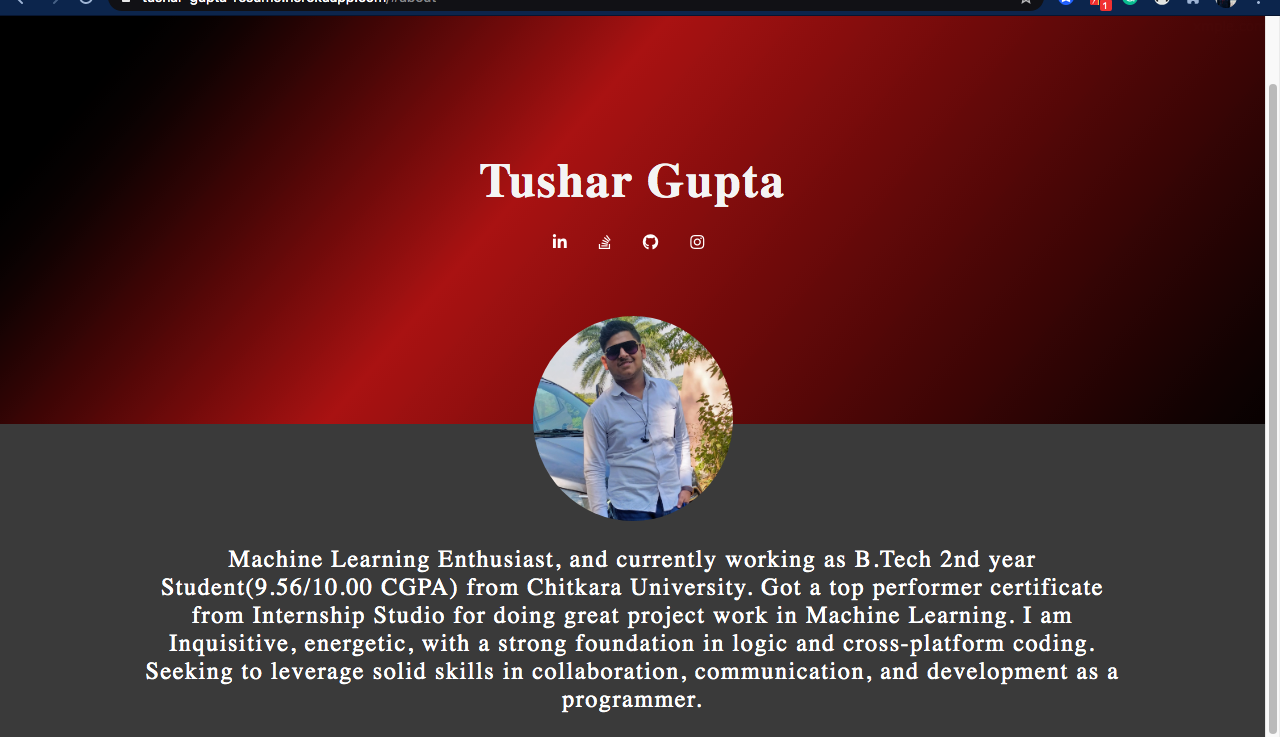 Tushar Gupta
Machine Learning Enthusiast, and currently working as B.Tech 2nd year
Student(9.56/10.00 CGPA) from Chitkara University. Got a top performer certificate
from Internship Studio for doing great project work in Machine Learning. I am
Inquisitive, energetic, with a strong foundation in logic and cross-platform coding.
Seeking to leverage solid skills in collaboration, communication, and development as a
programmer.